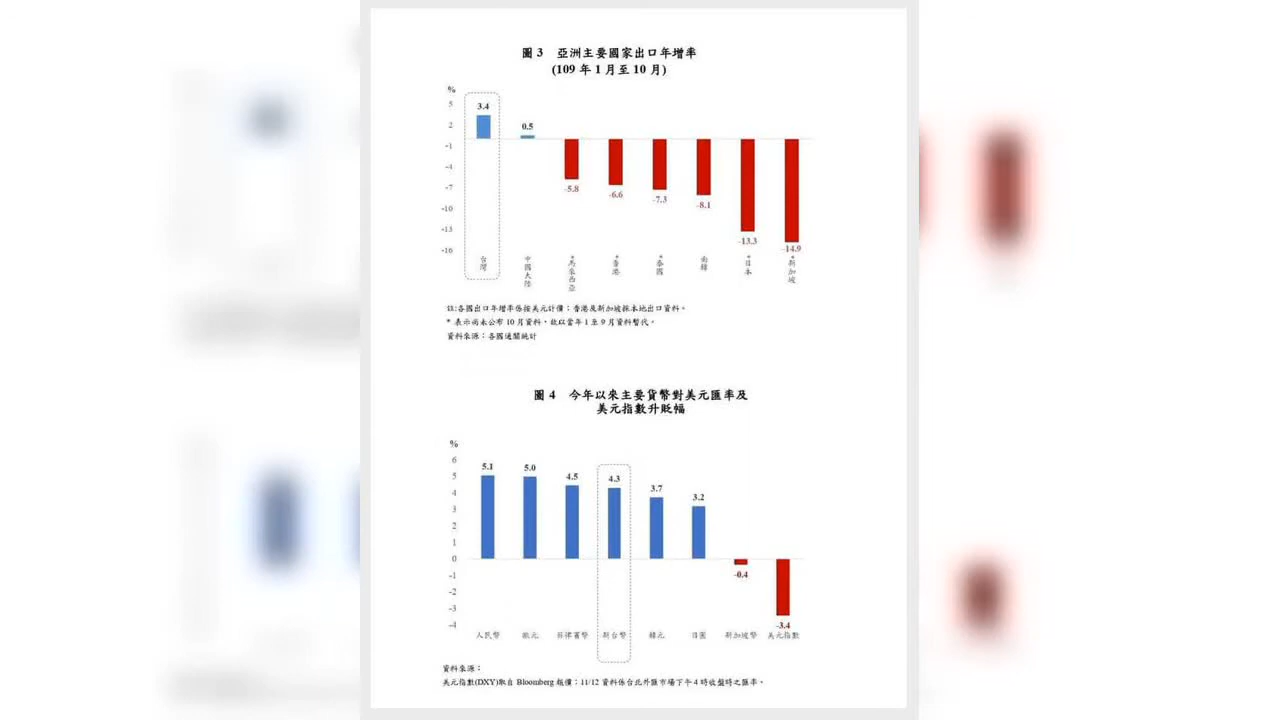 圖 3 亞洲主要國家出口年增率
(109 年 1 月至 10 月)
%
5
2
-1
-4
-7
-10
-13
-16
3.4
0.5
-5.8
-6.6
-7.3
-8.1
-13.3
-14.9
台灣
中國大陸
*馬來西亞
*香港
*泰國
南韓
*日本
*新加坡
註:各國出口年增率係按美元計價；香港及新加坡採本地出口資料。
* 表示尚未公布 10 月資料，故以當年 1 至 9 月資料暫代。
資料來源：各國通關統計
圖 4 今年以來主要貨幣對美元匯率及
美元指數升貶幅
%
6
5
4
3
2
1
0
-1
-2
-3
-4
5.1
5.0
4.5
4.3
3.7
3.2
-0.4
-3.4
人民幣
歐元
菲律賓幣
新台幣
韓元
日圓
新加坡幣
美元指數
資料來源：
美元指數(DXY)取自 Bloomberg 報價；11/12 資料係台北外匯市場下午 4 時收盤時之匯率。